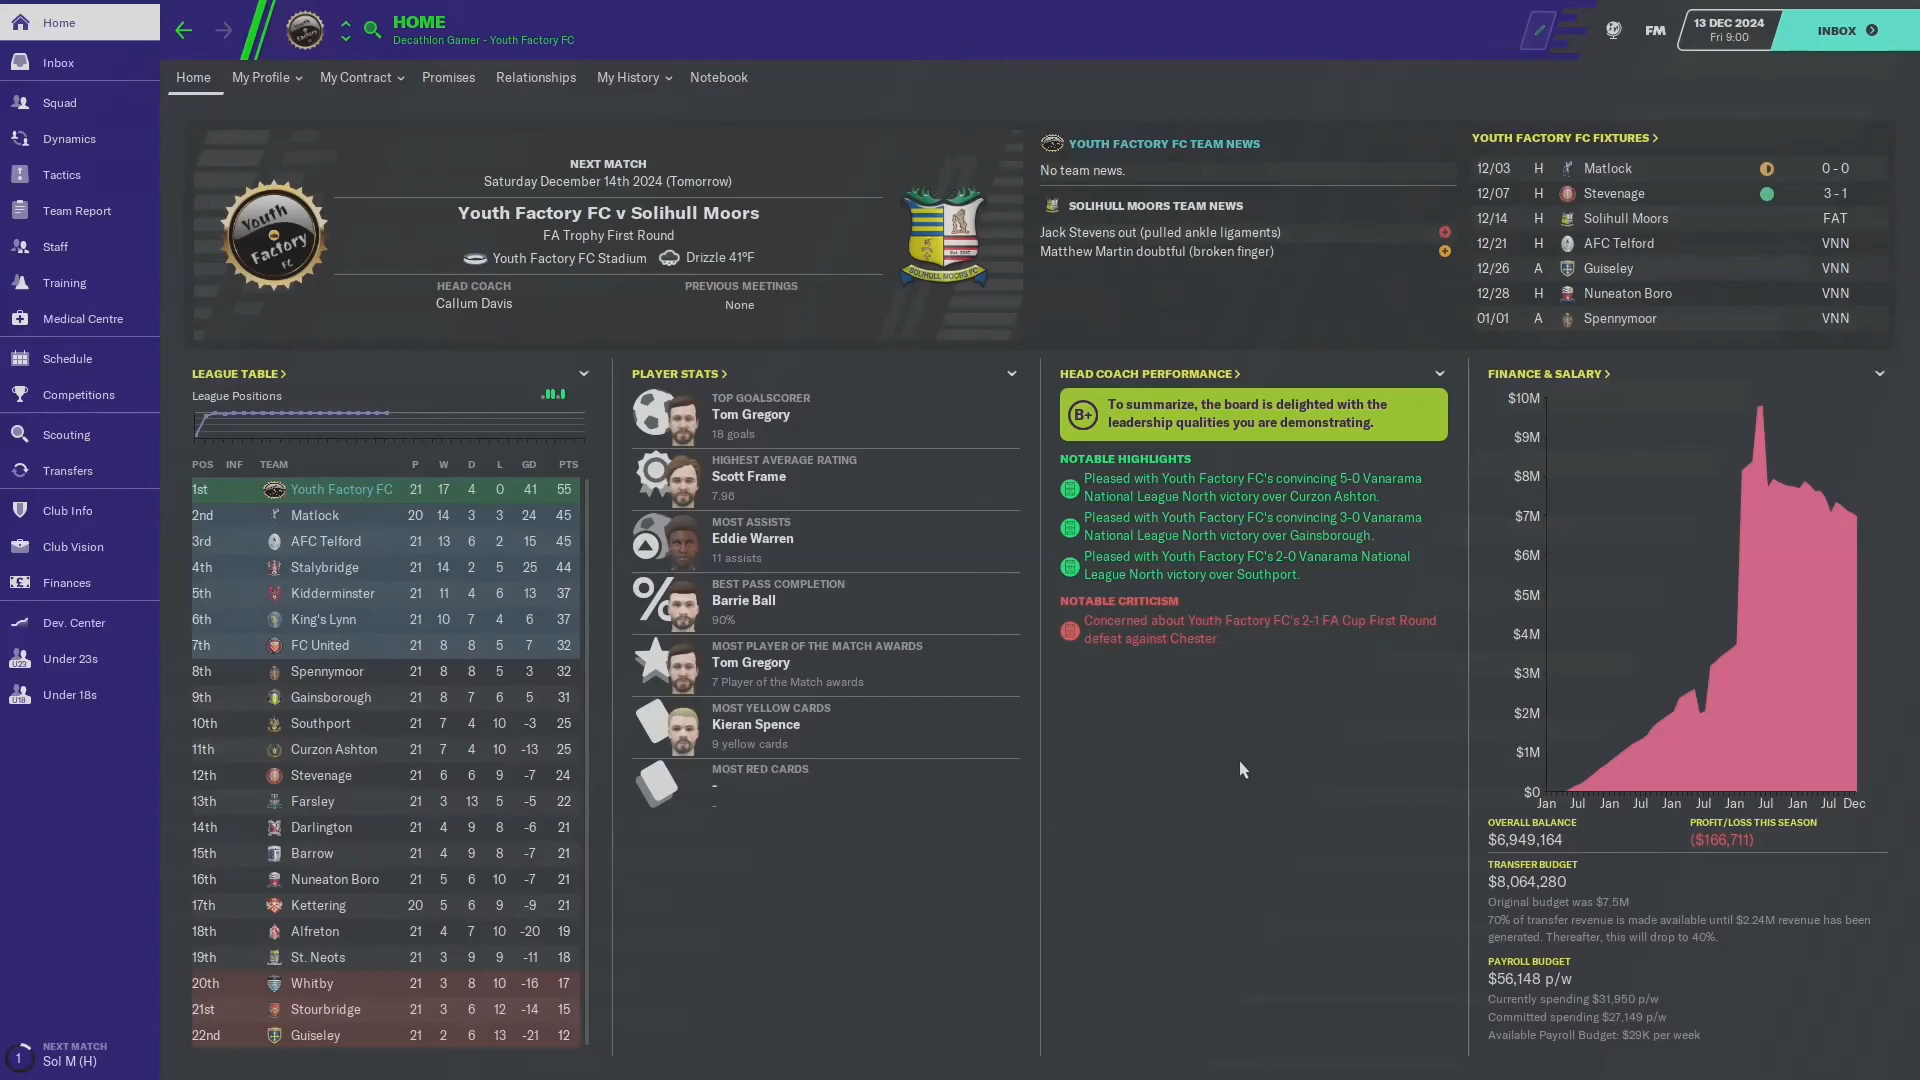 Home
Inbox
Squad
Dynamics
Tactics
Team Report
Staff
Training
Medical Centre
Schedule
Competitions
Scouting
Transfers
Club Info
Club Vision
Finances
Dev. Center
U23
Under 23s
U18
Under 18s
1
NEXT MATCH
Sol M (H)
HOME
Decathlon Gamer - Youth Factory FC
FM
13 DEC 2024
Fri 9:00
INBOX
Home
My Profile
My Contract
Promises
Relationships
My History
Notebook
NEXT MATCH
Saturday December 14th 2024 (Tomorrow)
Youth Factory FC v Solihull Moors
FA Trophy First Round
Youth Factory FC Stadium
Drizzle 41°F
HEAD COACH
Callum Davis
PREVIOUS MEETINGS
None
Youth
Factory
FC
SOLIHULL MOORS FC
YOUTH FACTORY FC TEAM NEWS
No team news.
SOLIHULL MOORS TEAM NEWS
Jack Stevens out (pulled ankle ligaments)
Matthew Martin doubtful (broken finger)
YOUTH FACTORY FC FIXTURES >
12/03 H Matlock 0 - 0
12/07 H Stevenage 3 - 1
12/14 H Solihull Moors FAT
12/21 H AFC Telford VNN
12/26 A Guiseley VNN
12/28 H Nuneaton Boro VNN
01/01 A Spennymoor VNN
LEAGUE TABLE >
League Positions
POS INF TEAM P W D L GD PTS
1st Youth Factory FC 21 17 4 0 41 55
2nd Matlock 20 14 3 3 24 45
3rd AFC Telford 21 13 6 2 15 45
4th Stalybridge 21 14 2 5 25 44
5th Kidderminster 21 11 4 6 13 37
6th King's Lynn 21 10 7 4 6 37
7th FC United 21 8 8 5 7 32
8th Spennymoor 21 8 8 5 3 32
9th Gainsborough 21 8 7 6 5 31
10th Southport 21 7 4 10 -3 25
11th Curzon Ashton 21 7 4 10 -13 25
12th Stevenage 21 6 6 9 -7 24
13th Farsley 21 3 13 5 -5 22
14th Darlington 21 4 9 8 -6 21
15th Barrow 21 4 9 8 -7 21
16th Nuneaton Boro 21 5 6 10 -7 21
17th Kettering 20 5 6 9 -9 21
18th Alfreton 21 4 7 10 -20 19
19th St. Neots 21 3 9 9 -11 18
20th Whitby 21 3 8 10 -16 17
21st Stourbridge 21 3 6 12 -14 15
22nd Guiseley 21 2 6 13 -21 12
PLAYER STATS >
TOP GOALSCORER
Tom Gregory
18 goals
HIGHEST AVERAGE RATING
Scott Frame
7.96
MOST ASSISTS
Eddie Warren
11 assists
BEST PASS COMPLETION
Barrie Ball
90%
MOST PLAYER OF THE MATCH AWARDS
Tom Gregory
7 Player of the Match awards
MOST YELLOW CARDS
Kieran Spence
9 yellow cards
MOST RED CARDS
-
-
HEAD COACH PERFORMANCE >
B+
To summarize, the board is delighted with the
leadership qualities you are demonstrating.
NOTABLE HIGHLIGHTS
Pleased with Youth Factory FC's convincing 5-0 Vanarama
National League North victory over Curzon Ashton.
Pleased with Youth Factory FC's convincing 3-0 Vanarama
National League North victory over Gainsborough.
Pleased with Youth Factory FC's 2-0 Vanarama National
League North victory over Southport.
NOTABLE CRITICISM
Concerned about Youth Factory FC's 2-1 FA Cup First Round
defeat against Chester.
FINANCE & SALARY >
$10M
$9M
$8M
$7M
$6M
$5M
$4M
$3M
$2M
$1M
$0
Jan Jul Jan Jul Jan Jul Jan Jul Jan Jul Dec
OVERALL BALANCE
$6,949,164
PROFIT/LOSS THIS SEASON
($166,711)
TRANSFER BUDGET
$8,064,280
Original budget was $7.5M
70% of transfer revenue is made available until $2.24M revenue has been
generated. Thereafter, this will drop to 40%.
PAYROLL BUDGET
$56,148 p/w
Currently spending $31,950 p/w
Committed spending $27,149 p/w
Available Payroll Budget: $29K per week